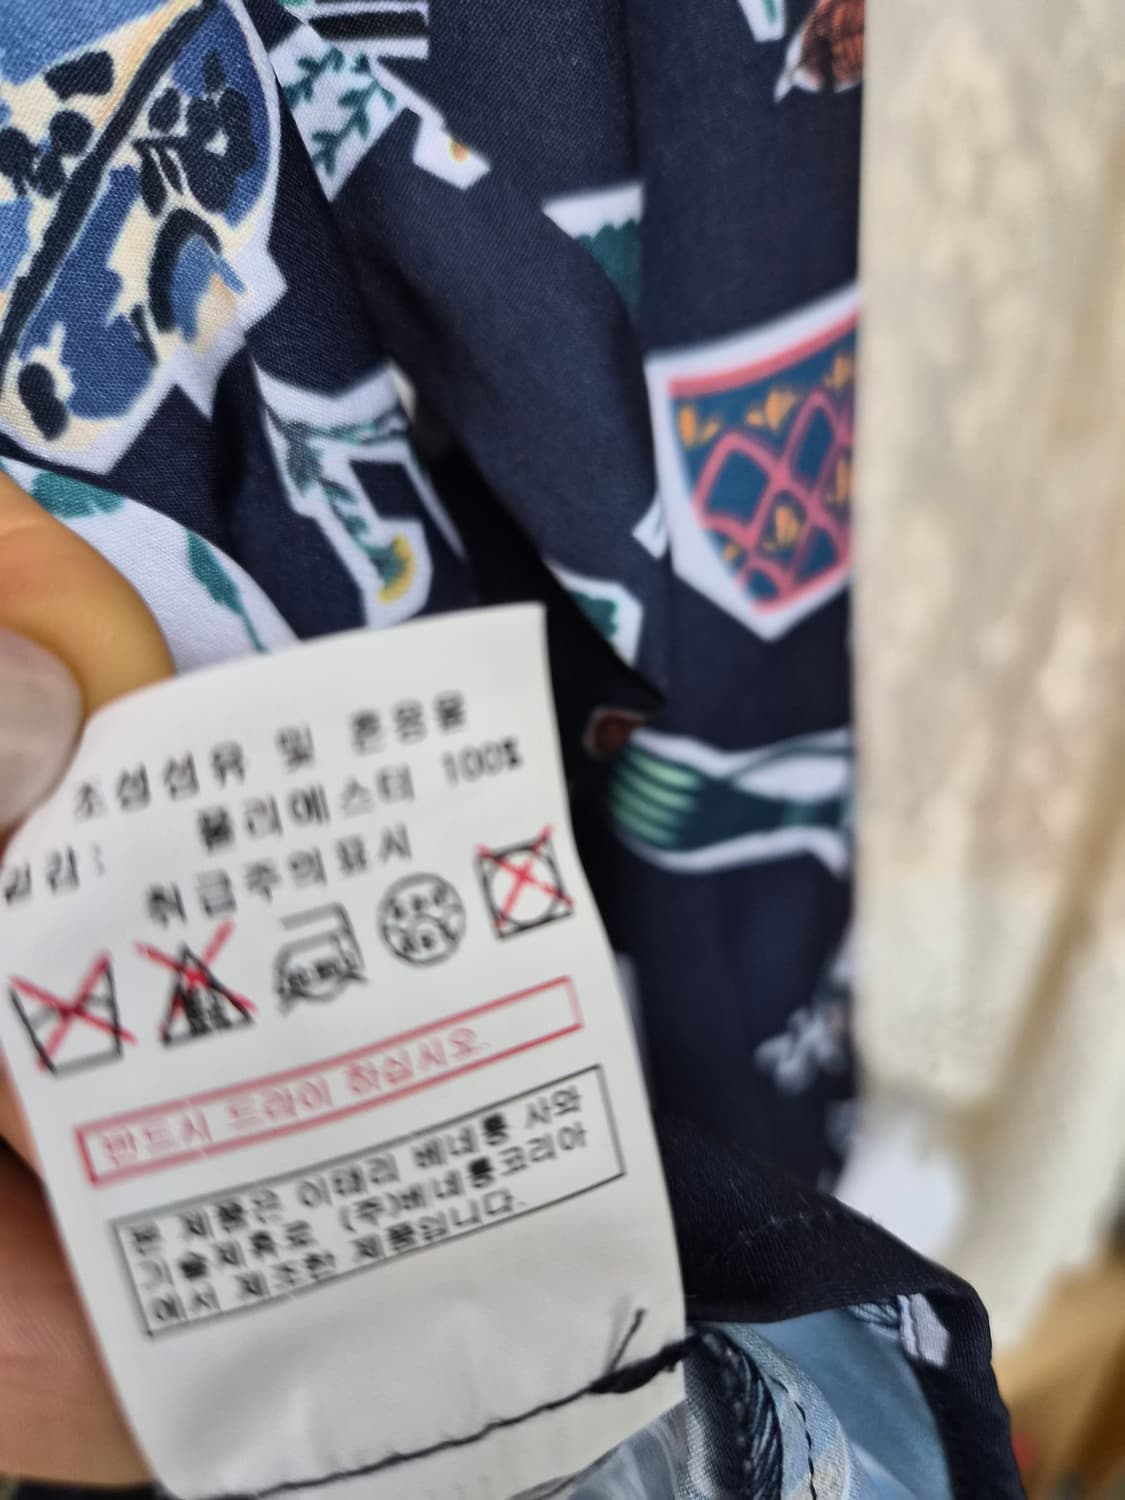 조성섬유 및 혼용율
폴리에스터 100%
겉감:
취급주의표시
반드시 드라이 하십시오.
본 제품은 이태리 베네통 사와
기술제휴로 (주)베네통코리아
에서 제조한 제품입니다.